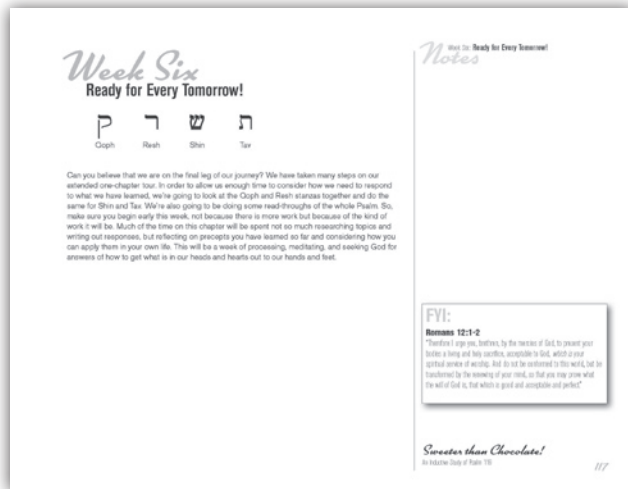 Week Six
Ready for Every Tomorrow!
ק ר ש ת
Qoph Resh Shin Tav
Can you believe that we are on the final leg of our journey? We have taken many steps on our
extended one-chapter tour. In order to allow us enough time to consider how we need to respond
to what we have learned, we're going to look at the Qoph and Resh stanzas together and do the
same for Shin and Tav. We're also going to be doing some read-throughs of the whole Psalm. So,
make sure you begin early this week, not because there is more work but because of the kind of
work it will be. Much of the time on this chapter will be spent not so much researching topics and
writing out responses, but reflecting on precepts you have learned so far and considering how you
can apply them in your own life. This will be a week of processing, meditating, and seeking God for
answers of how to get what is in our heads and hearts out to our hands and feet.
Week Six: Ready for Every Tomorrow!
Notes
FYI:
Romans 12:1-2
"Therefore I urge you, brethren, by the mercies of God, to present your
bodies a living and holy sacrifice, acceptable to God, which is your
spiritual service of worship. And do not be conformed to this world, but be
transformed by the renewing of your mind, so that you may prove what
the will of God is, that which is good and acceptable and perfect."
Sweeter than Chocolate!
An Inductive Study of Psalm 119
117